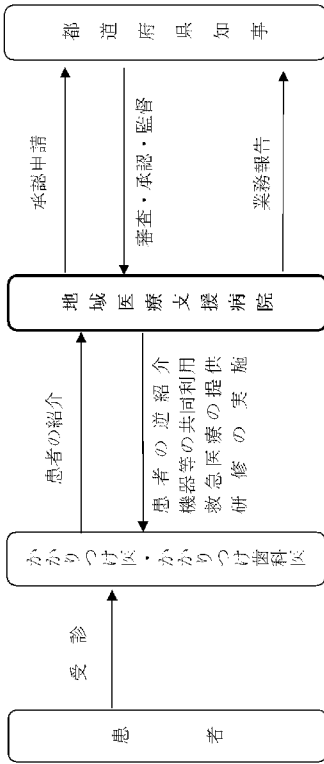 患者
受診
かかりつけ医・かかりつけ歯科医
患者の紹介
患者の逆紹介
機器等の共同利用
救急医療の提供
研修の実施
地域医療支援病院
承認申請
審査・承認・監督
業務報告
都道府県知事